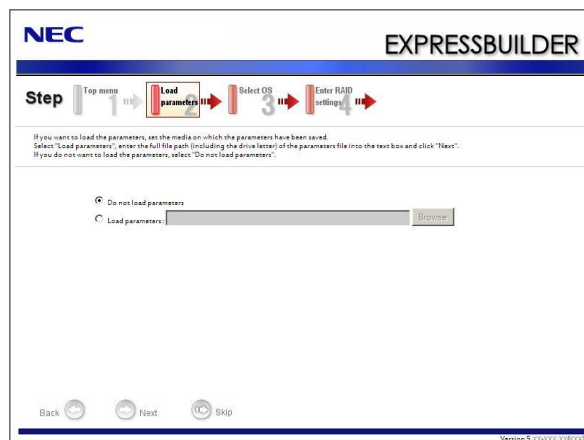 NEC
EXPRESSBUILDER
Step
Top menu
1
Load
parameters
2
Select OS
3
Enter RAID
settings
4
If you want to load the parameters, set the media on which the parameters have been saved.
Select "Load parameters", enter the full file path (including the drive letter) of the parameters file into the text box and click "Next".
If you do not want to load the parameters, select "Do not load parameters".
Do not load parameters
Load parameters: Browse
Back Next Skip
Version 5.